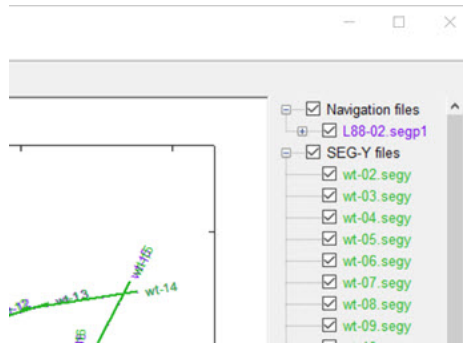 Navigation files
L88-02.segp1
SEG-Y files
wt-02.segy
wt-03.segy
wt-04.segy
wt-05.segy
wt-06.segy
wt-07.segy
wt-08.segy
wt-09.segy
wt-14
wt-13